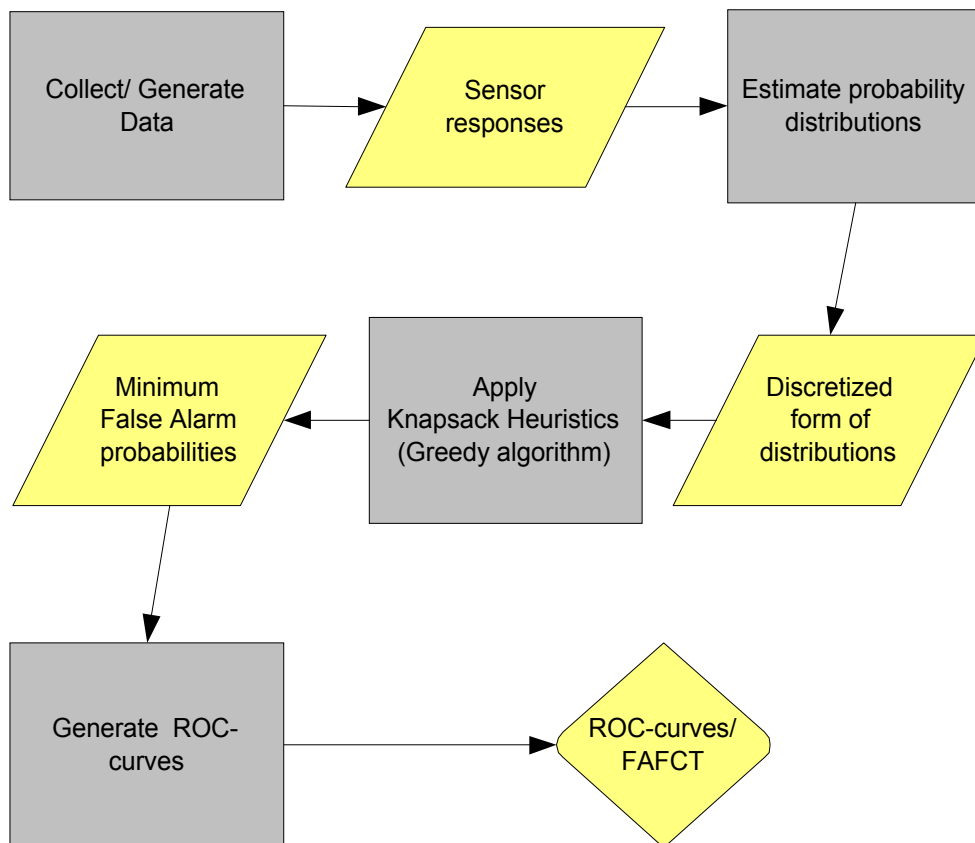 Collect/ Generate
Data
Sensor
responses
Estimate probability
distributions
Minimum
False Alarm
probabilities
Apply
Knapsack Heuristics
(Greedy algorithm)
Discretized
form of
distributions
Generate ROC-
curves
ROC-curves/
FAFCT